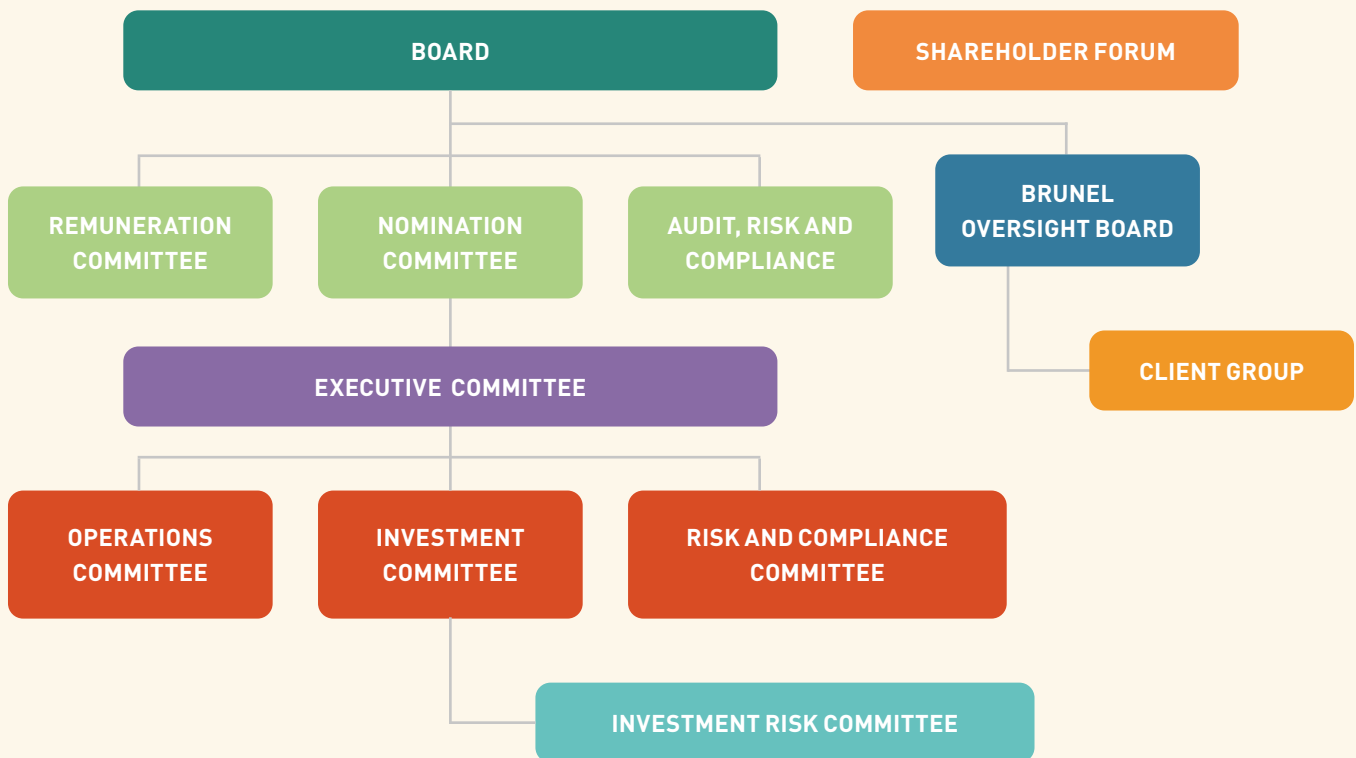 BOARD
SHAREHOLDER FORUM
REMUNERATION
COMMITTEE
NOMINATION
COMMITTEE
AUDIT, RISK AND
COMPLIANCE
BRUNEL
OVERSIGHT BOARD
EXECUTIVE COMMITTEE
CLIENT GROUP
OPERATIONS
COMMITTEE
INVESTMENT
COMMITTEE
RISK AND COMPLIANCE
COMMITTEE
INVESTMENT RISK COMMITTEE